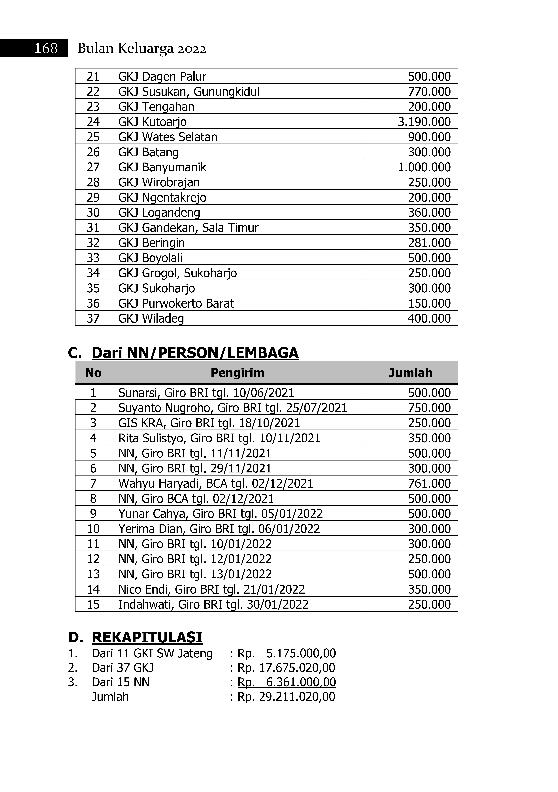 168 Bulan Keluarga 2022
21 GKJ Dagen Palur 500.000
22 GKJ Susukan, Gunungkidul 770.000
23 GKJ Tengahan 200.000
24 GKJ Kutoarjo 3.190.000
25 GKJ Wates Selatan 900.000
26 GKJ Batang 300.000
27 GKJ Banyumanik 1.000.000
28 GKJ Wirobrajan 250.000
29 GKJ Ngentakrejo 200.000
30 GKJ Logandeng 360.000
31 GKJ Gandekan, Sala Timur 350.000
32 GKJ Beringin 281.000
33 GKJ Boyolali 500.000
34 GKJ Grogol, Sukoharjo 250.000
35 GKJ Sukoharjo 300.000
36 GKJ Purwokerto Barat 150.000
37 GKJ Wiladeg 400.000
C. Dari NN/PERSON/LEMBAGA
No Pengirim Jumlah
1 Sunarsi, Giro BRI tgl. 10/06/2021 500.000
2 Suyanto Nugroho, Giro BRI tgl. 25/07/2021 750.000
3 GIS KRA, Giro BRI tgl. 18/10/2021 250.000
4 Rita Sulistyo, Giro BRI tgl. 10/11/2021 350.000
5 NN, Giro BRI tgl. 11/11/2021 500.000
6 NN, Giro BRI tgl. 29/11/2021 300.000
7 Wahyu Haryadi, BCA tgl. 02/12/2021 761.000
8 NN, Giro BCA tgl. 02/12/2021 500.000
9 Yunar Cahya, Giro BRI tgl. 05/01/2022 500.000
10 Yerima Dian, Giro BRI tgl. 06/01/2022 300.000
11 NN, Giro BRI tgl. 10/01/2022 300.000
12 NN, Giro BRI tgl. 12/01/2022 250.000
13 NN, Giro BRI tgl. 13/01/2022 500.000
14 Nico Endi, Giro BRI tgl. 21/01/2022 350.000
15 Indahwati, Giro BRI tgl. 30/01/2022 250.000
D. REKAPITULASI
1. Dari 11 GKI SW Jateng : Rp. 5.175.000,00
2. Dari 37 GKJ : Rp. 17.675.020,00
3. Dari 15 NN : Rp. 6.361.000,00
Jumlah : Rp. 29.211.020,00